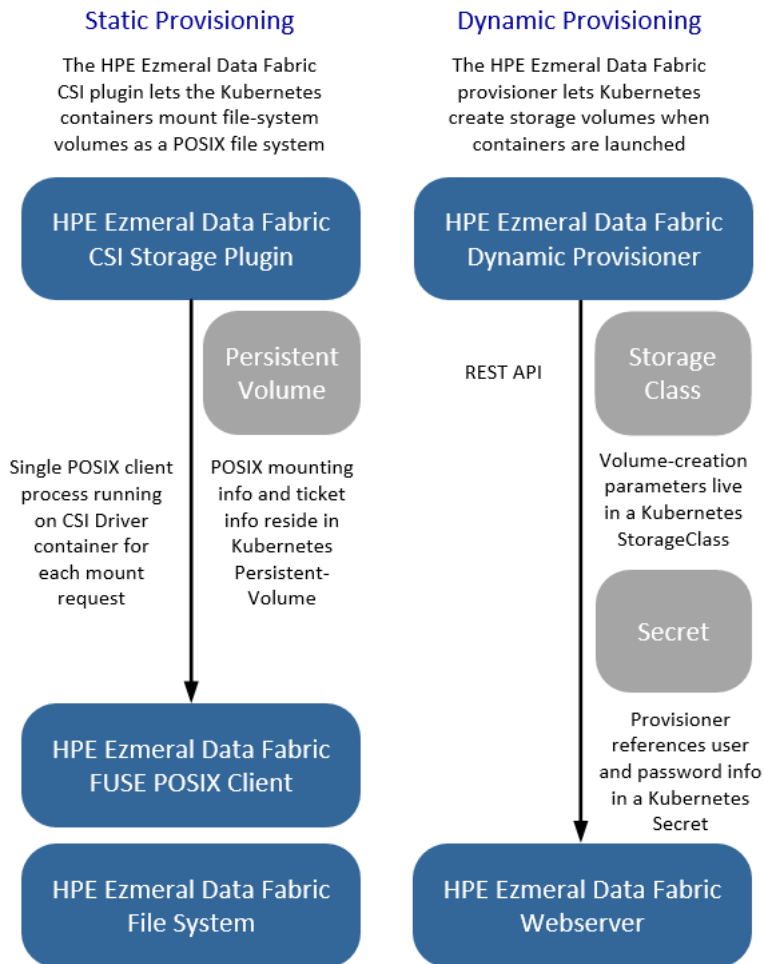 Static Provisioning
The HPE Ezmeral Data Fabric
CSI plugin lets the Kubernetes
containers mount file-system
volumes as a POSIX file system
HPE Ezmeral Data Fabric
CSI Storage Plugin
Persistent
Volume
Single POSIX client
process running
on CSI Driver
container for
each mount
request
POSIX mounting
info and ticket
info reside in
Kubernetes
Persistent-
Volume
HPE Ezmeral Data Fabric
FUSE POSIX Client
HPE Ezmeral Data Fabric
File System
Dynamic Provisioning
The HPE Ezmeral Data Fabric
provisioner lets Kubernetes
create storage volumes when
containers are launched
HPE Ezmeral Data Fabric
Dynamic Provisioner
REST API
Storage
Class
Volume-creation
parameters live
in a Kubernetes
StorageClass
Secret
Provisioner
references user
and password info
in a Kubernetes
Secret
HPE Ezmeral Data Fabric
Webserver